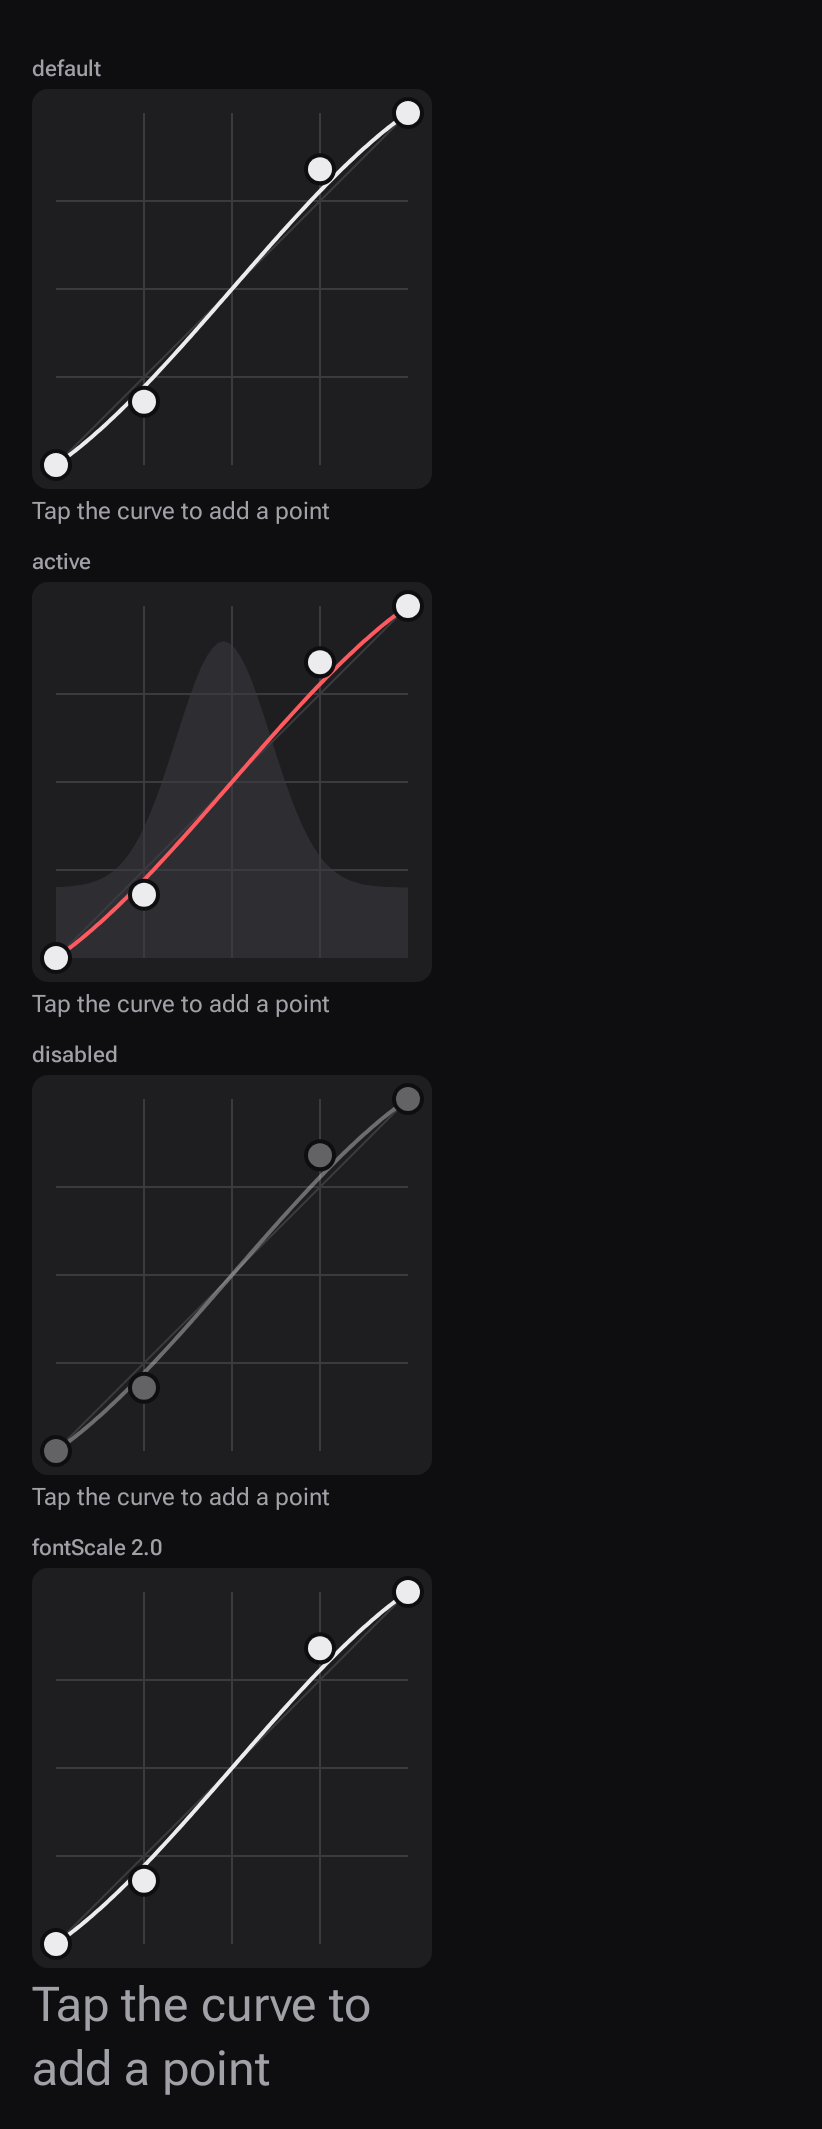 default
Tap the curve to add a point
active
Tap the curve to add a point
disabled
Tap the curve to add a point
fontScale 2.0
Tap the curve to
add a point